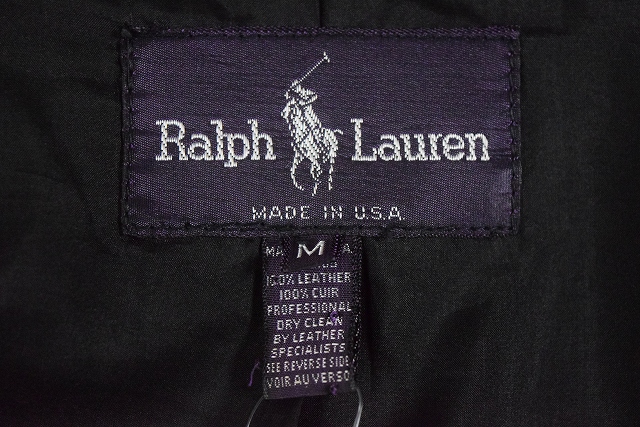 Ralph Lauren
MADE IN U.S.A.
M
100% LEATHER
100% CUIR
PROFESSIONAL
DRY CLEAN
BY LEATHER
SPECIALISTS
SEE REVERSE SIDE
VOIR AU VERSO